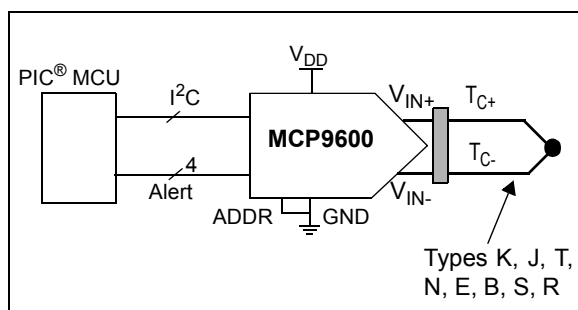 PIC® MCU
I²C
4
Alert
V_DD
MCP9600
ADDR
GND
V_IN+
V_IN-
T_C+
T_C-
Types K, J, T,
N, E, B, S, R